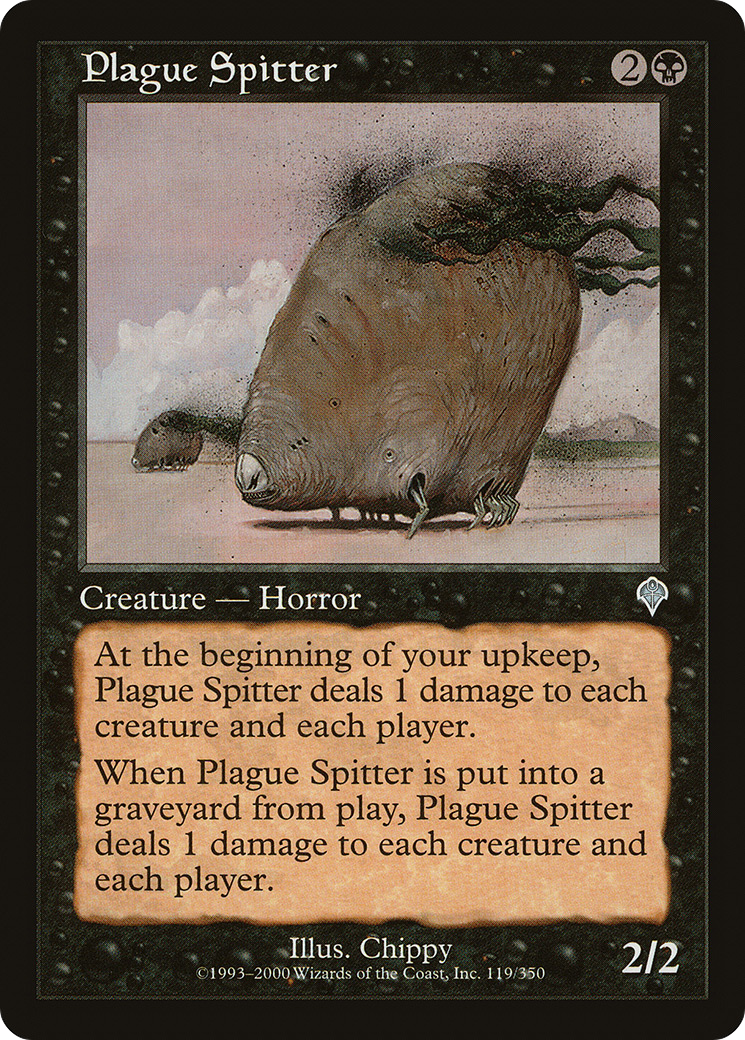 Plague Spitter
2
Creature — Horror
At the beginning of your upkeep,
Plague Spitter deals 1 damage to each
creature and each player.
When Plague Spitter is put into a
graveyard from play, Plague Spitter
deals 1 damage to each creature and
each player.
Illus. Chippy
2/2
©1993–2000 Wizards of the Coast, Inc. 119/350